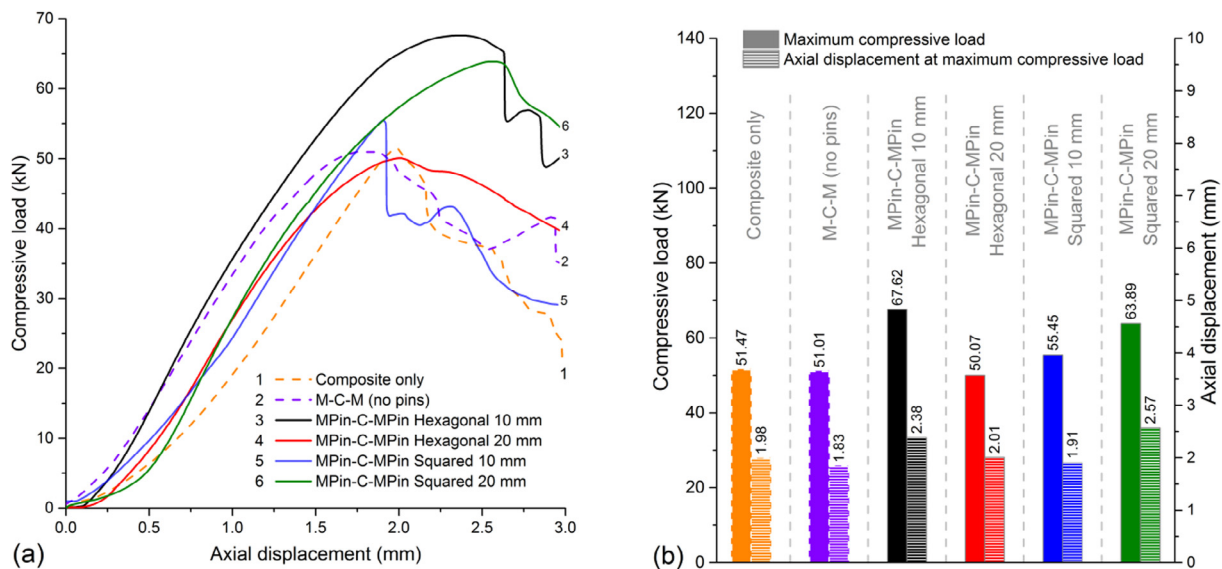 70
60
50
40
30
20
10
0
Compressive load (kN)
0.0
0.5
1.0
1.5
2.0
2.5
3.0
Axial displacement (mm)
6
3
4
2
5
1
1 Composite only
2 M-C-M (no pins)
3 MPin-C-MPin Hexagonal 10 mm
4 MPin-C-MPin Hexagonal 20 mm
5 MPin-C-MPin Squared 10 mm
6 MPin-C-MPin Squared 20 mm
(a)
140
120
100
80
60
40
20
0
Compressive load (kN)
Maximum compressive load
Axial displacement at maximum compressive load
Composite only
M-C-M (no pins)
MPin-C-MPin
Hexagonal 10 mm
MPin-C-MPin
Hexagonal 20 mm
MPin-C-MPin
Squared 10 mm
MPin-C-MPin
Squared 20 mm
51.47
1.98
51.01
1.83
67.62
2.38
50.07
2.01
55.45
1.91
63.89
2.57
10
9
8
7
6
5
4
3
2
1
0
Axial displacement (mm)
(b)